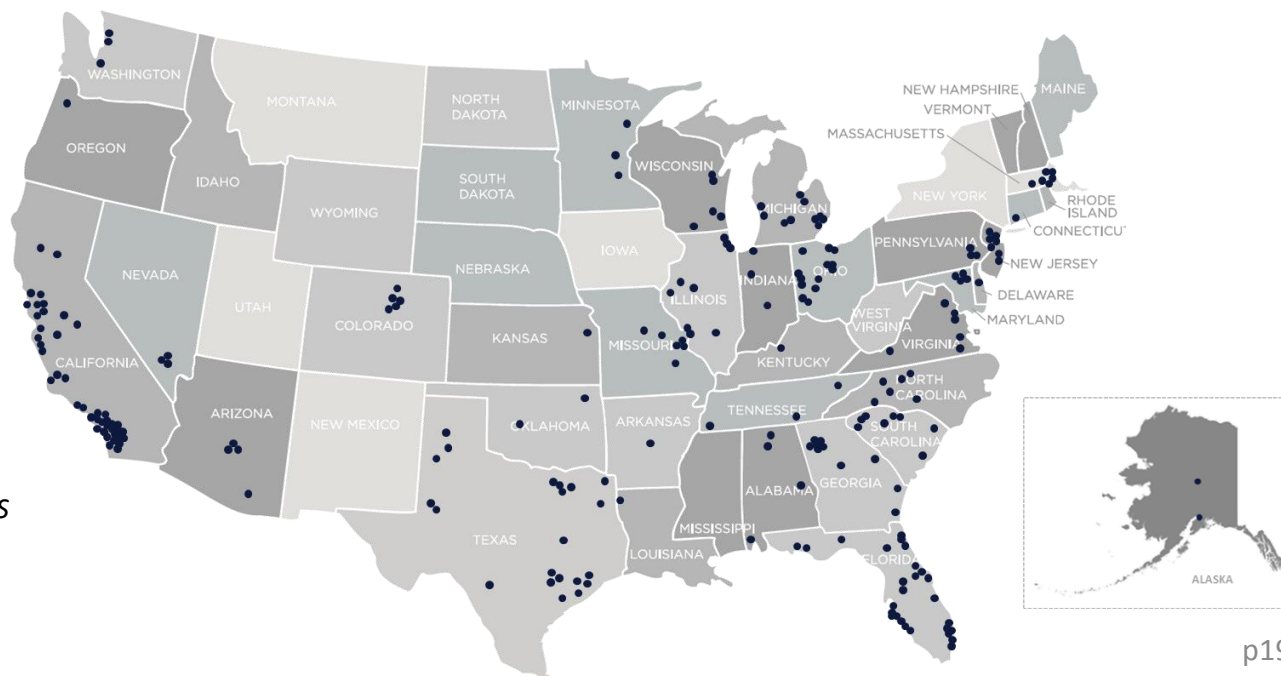 WASHINGTON
MONTANA
NORTH
DAKOTA
MINNESOTA
NEW HAMPSHIRE
VERMONT
MAINE
MASSACHUSETTS
OREGON
IDAHO
WISCONSIN
SOUTH
DAKOTA
WYOMING
MICHIGAN
NEW YORK
RHODE
ISLAND
CONNECTICU
IOWA
PENNSYLVANIA
NEVADA
NEBRASKA
UTAH
OHIO
NEW JERSEY
INDIANA
ILLINOIS
DELAWARE
COLORADO
WEST
VIRGINIA
MARYLAND
KANSAS
MISSOURI
VIRGINIA
CALIFORNIA
KENTUCKY
NORTH
CAROLINA
ARIZONA
NEW MEXICO
OKLAHOMA
ARKANSAS
TENNESSEE
SOUTH
CAROLINA
GEORGIA
ALABAMA
s
MISSISSIPPI
TEXAS
LOUISIANA
FLORIDA
ALASKA
p19